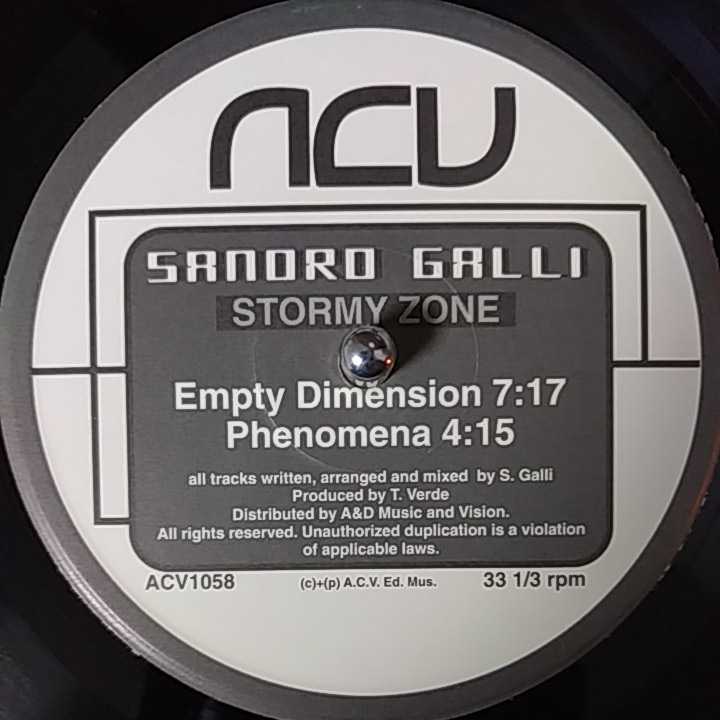 ACV
SANDRO GALLI
STORMY ZONE
Empty Dimension 7:17
Phenomena 4:15
all tracks written, arranged and mixed by S. Galli
Produced by T. Verde
Distributed by A&D Music and Vision.
All rights reserved. Unauthorized duplication is a violation
of applicable laws.
ACV1058 (c)+(p) A.C.V. Ed. Mus. 33 1/3 rpm